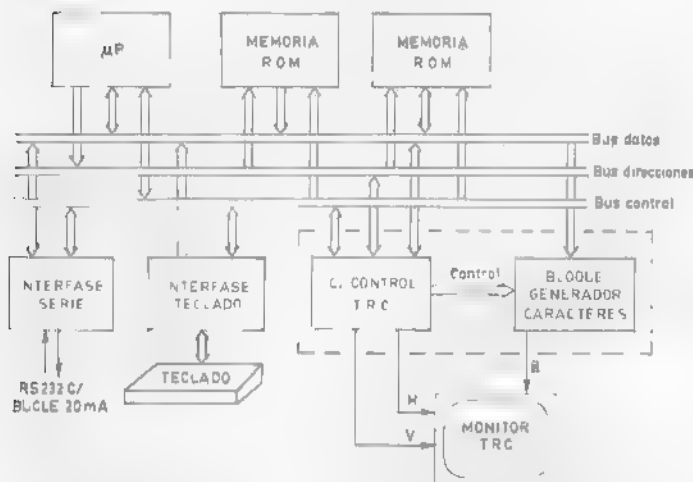 µP
MEMORIA
ROM
MEMORIA
ROM
Bus datos
Bus direcciones
Bus control
NTERFASE
SERIE
NTERFASE
TECLADO
C. CONTROL
T.R.C.
Control
BLOQUE
GENERADOR
CARACTERES
RS232C/
BUCLE 20mA
TECLADO
H
V
MONITOR
TRC